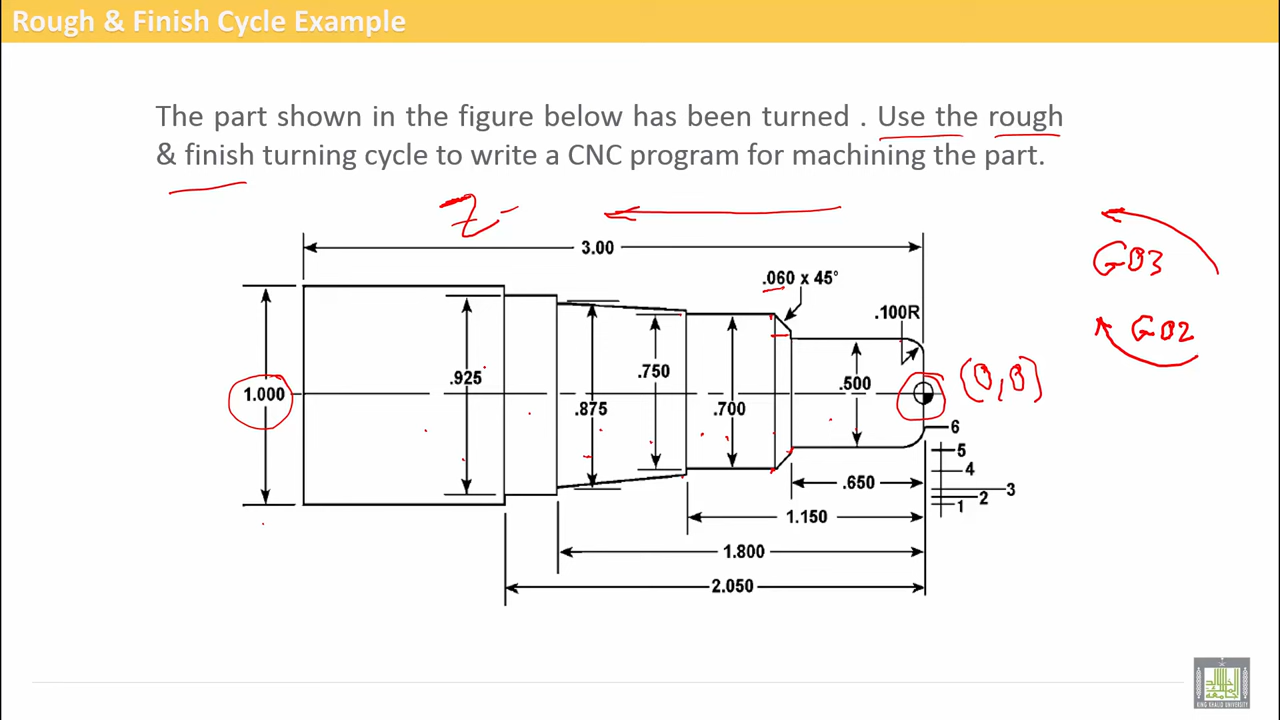 Rough & Finish Cycle Example
The part shown in the figure below has been turned . Use the rough
& finish turning cycle to write a CNC program for machining the part.
Z-
3.00
G03
.060 x 45°
.100R
G02
1.000
.925
.875
.750
.700
.500
(0,0)
6
5
4
3
2
1
.650
1.150
1.800
2.050
KING KHALID UNIVERSITY